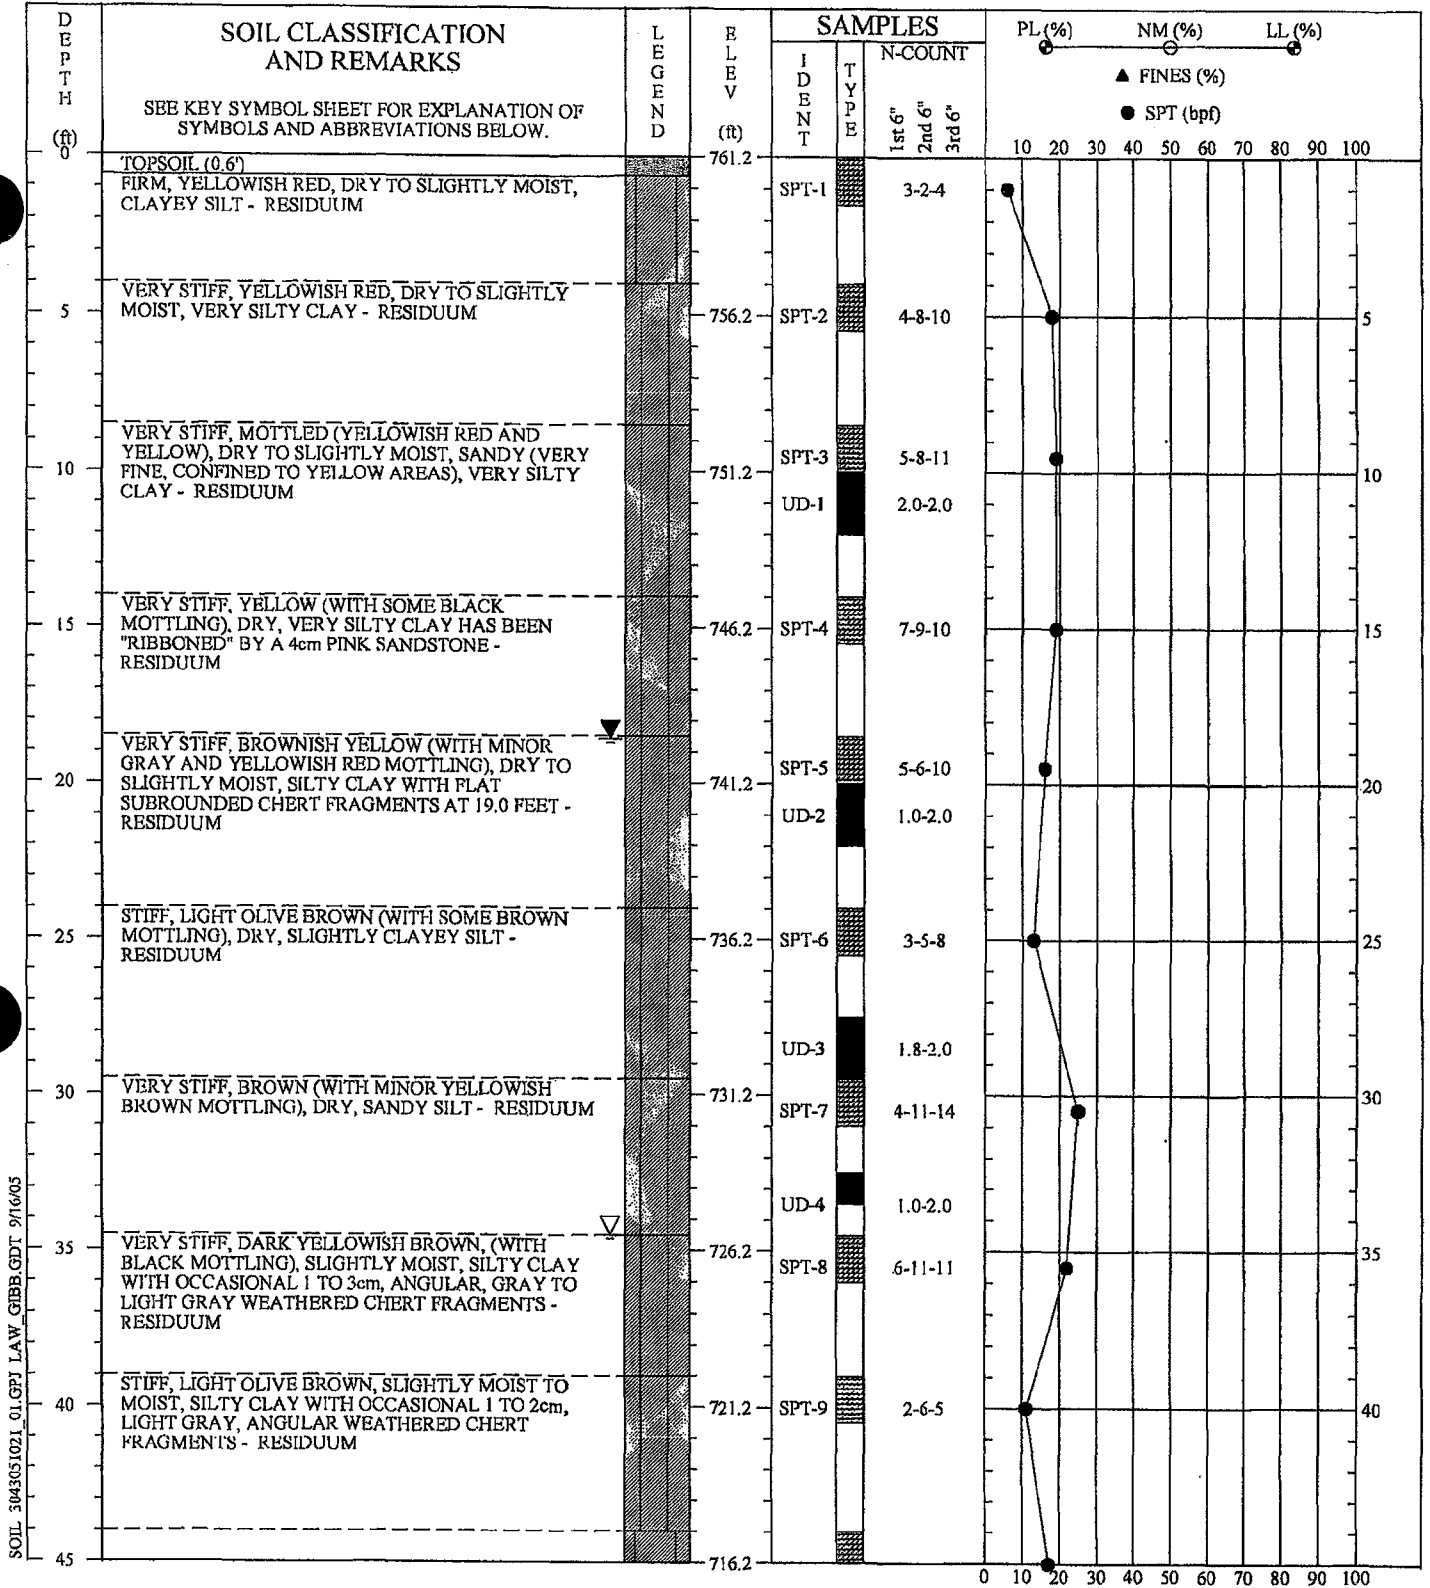 DEPTH (ft)
SOIL CLASSIFICATION
AND REMARKS
SEE KEY SYMBOL SHEET FOR EXPLANATION OF
SYMBOLS AND ABBREVIATIONS BELOW.
LEGEND
ELEV (ft)
SAMPLES
IDENT
TYPE
N-COUNT
1st 6"
2nd 6"
3rd 6"
PL (%) NM (%) LL (%)
▲ FINES (%)
● SPT (bpf)
10 20 30 40 50 60 70 80 90 100
0
761.2
TOPSOIL (0.6')
FIRM, YELLOWISH RED, DRY TO SLIGHTLY MOIST,
CLAYEY SILT - RESIDUUM
SPT-1 3-2-4
VERY STIFF, YELLOWISH RED, DRY TO SLIGHTLY
MOIST, VERY SILTY CLAY - RESIDUUM
5 756.2 SPT-2 4-8-10 5
VERY STIFF, MOTTLED (YELLOWISH RED AND
YELLOW), DRY TO SLIGHTLY MOIST, SANDY (VERY
FINE, CONFINED TO YELLOW AREAS), VERY SILTY
CLAY - RESIDUUM
SPT-3 5-8-11
10 751.2 10
UD-1 2.0-2.0
VERY STIFF, YELLOW (WITH SOME BLACK
MOTTLING), DRY, VERY SILTY CLAY HAS BEEN
"RIBBONED" BY A 4cm PINK SANDSTONE -
RESIDUUM
15 746.2 SPT-4 7-9-10 15
VERY STIFF, BROWNISH YELLOW (WITH MINOR
GRAY AND YELLOWISH RED MOTTLING), DRY TO
SLIGHTLY MOIST, SILTY CLAY WITH FLAT
SUBROUNDED CHERT FRAGMENTS AT 19.0 FEET -
RESIDUUM
SPT-5 5-6-10
20 741.2 20
UD-2 1.0-2.0
STIFF, LIGHT OLIVE BROWN (WITH SOME BROWN
MOTTLING), DRY, SLIGHTLY CLAYEY SILT -
RESIDUUM
25 736.2 SPT-6 3-5-8 25
UD-3 1.8-2.0
VERY STIFF, BROWN (WITH MINOR YELLOWISH
BROWN MOTTLING), DRY, SANDY SILT - RESIDUUM
30 731.2 30
SPT-7 4-11-14
UD-4 1.0-2.0
VERY STIFF, DARK YELLOWISH BROWN, (WITH
BLACK MOTTLING), SLIGHTLY MOIST, SILTY CLAY
WITH OCCASIONAL 1 TO 3cm, ANGULAR, GRAY TO
LIGHT GRAY WEATHERED CHERT FRAGMENTS -
RESIDUUM
35 726.2 35
SPT-8 6-11-11
STIFF, LIGHT OLIVE BROWN, SLIGHTLY MOIST TO
MOIST, SILTY CLAY WITH OCCASIONAL 1 TO 2cm,
LIGHT GRAY, ANGULAR WEATHERED CHERT
FRAGMENTS - RESIDUUM
40 721.2 SPT-9 2-6-5 40
45 716.2
0 10 20 30 40 50 60 70 80 90 100
SOIL 3043051021_01.GPJ LAW_GIBB.GDT 9/16/05